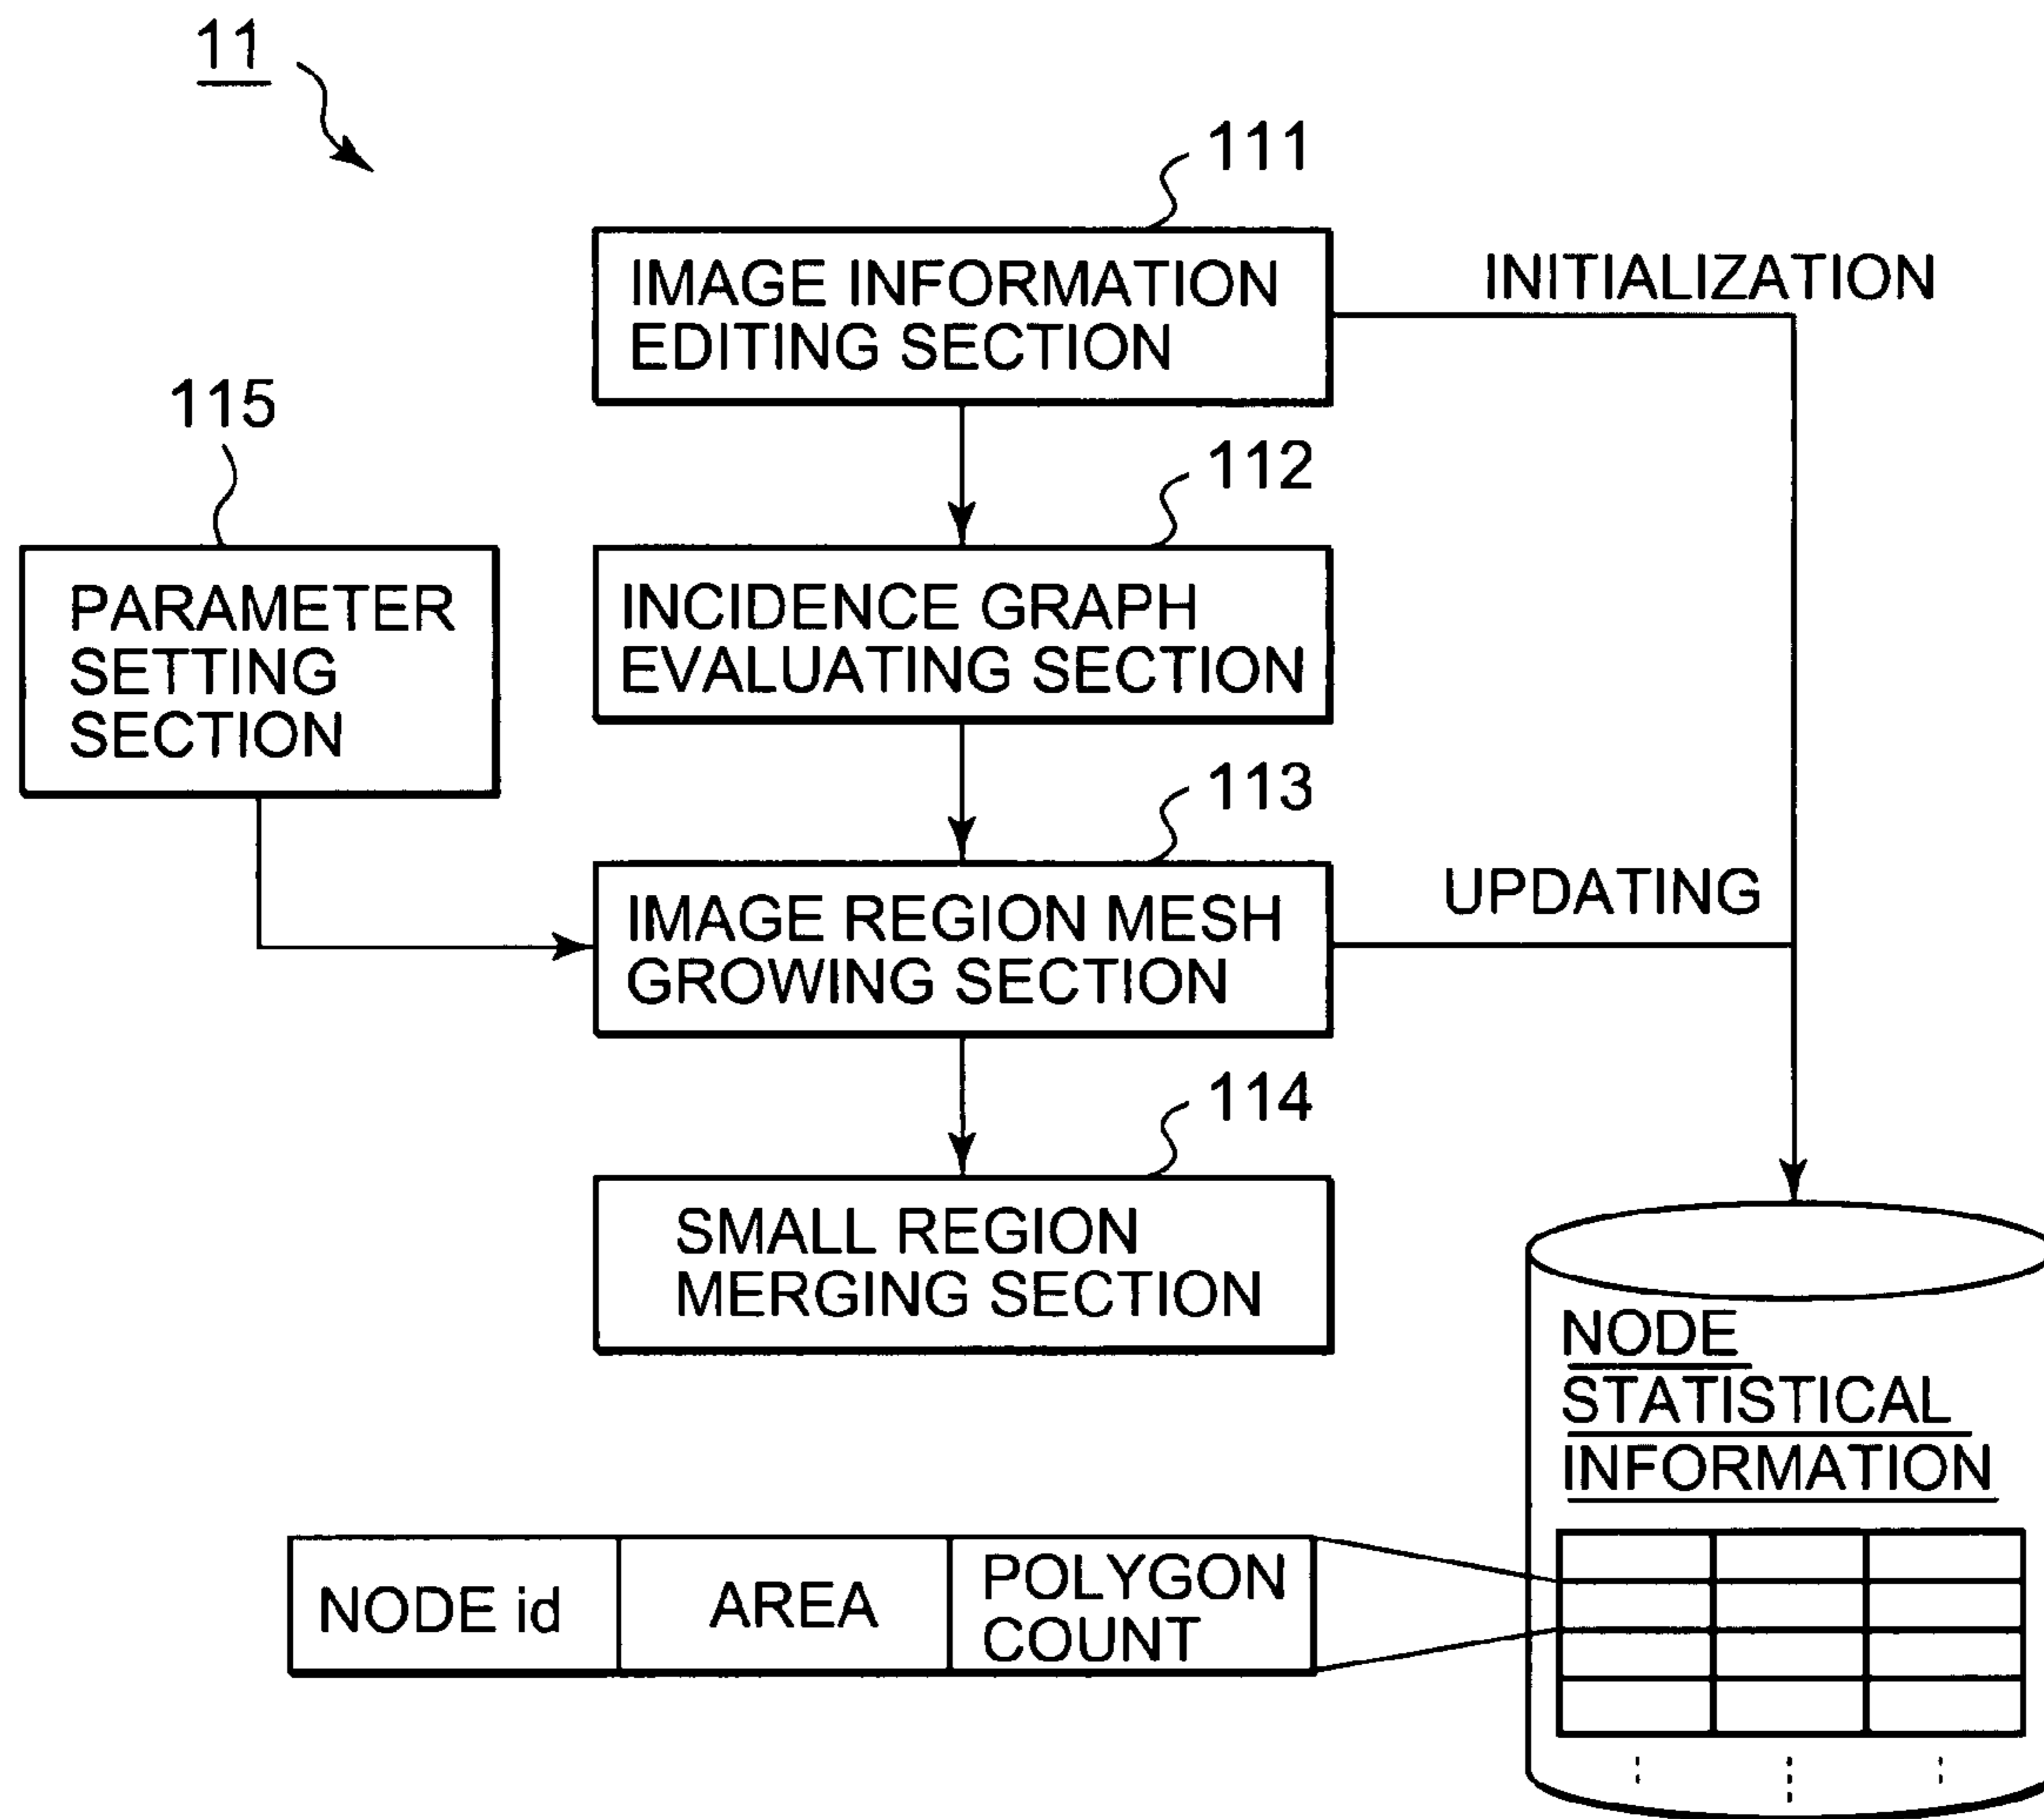 11
111
IMAGE INFORMATION
EDITING SECTION
INITIALIZATION
115
112
PARAMETER
SETTING
SECTION
INCIDENCE GRAPH
EVALUATING SECTION
113
IMAGE REGION MESH
GROWING SECTION
UPDATING
114
SMALL REGION
MERGING SECTION
NODE
STATISTICAL
INFORMATION
NODE id
AREA
POLYGON
COUNT